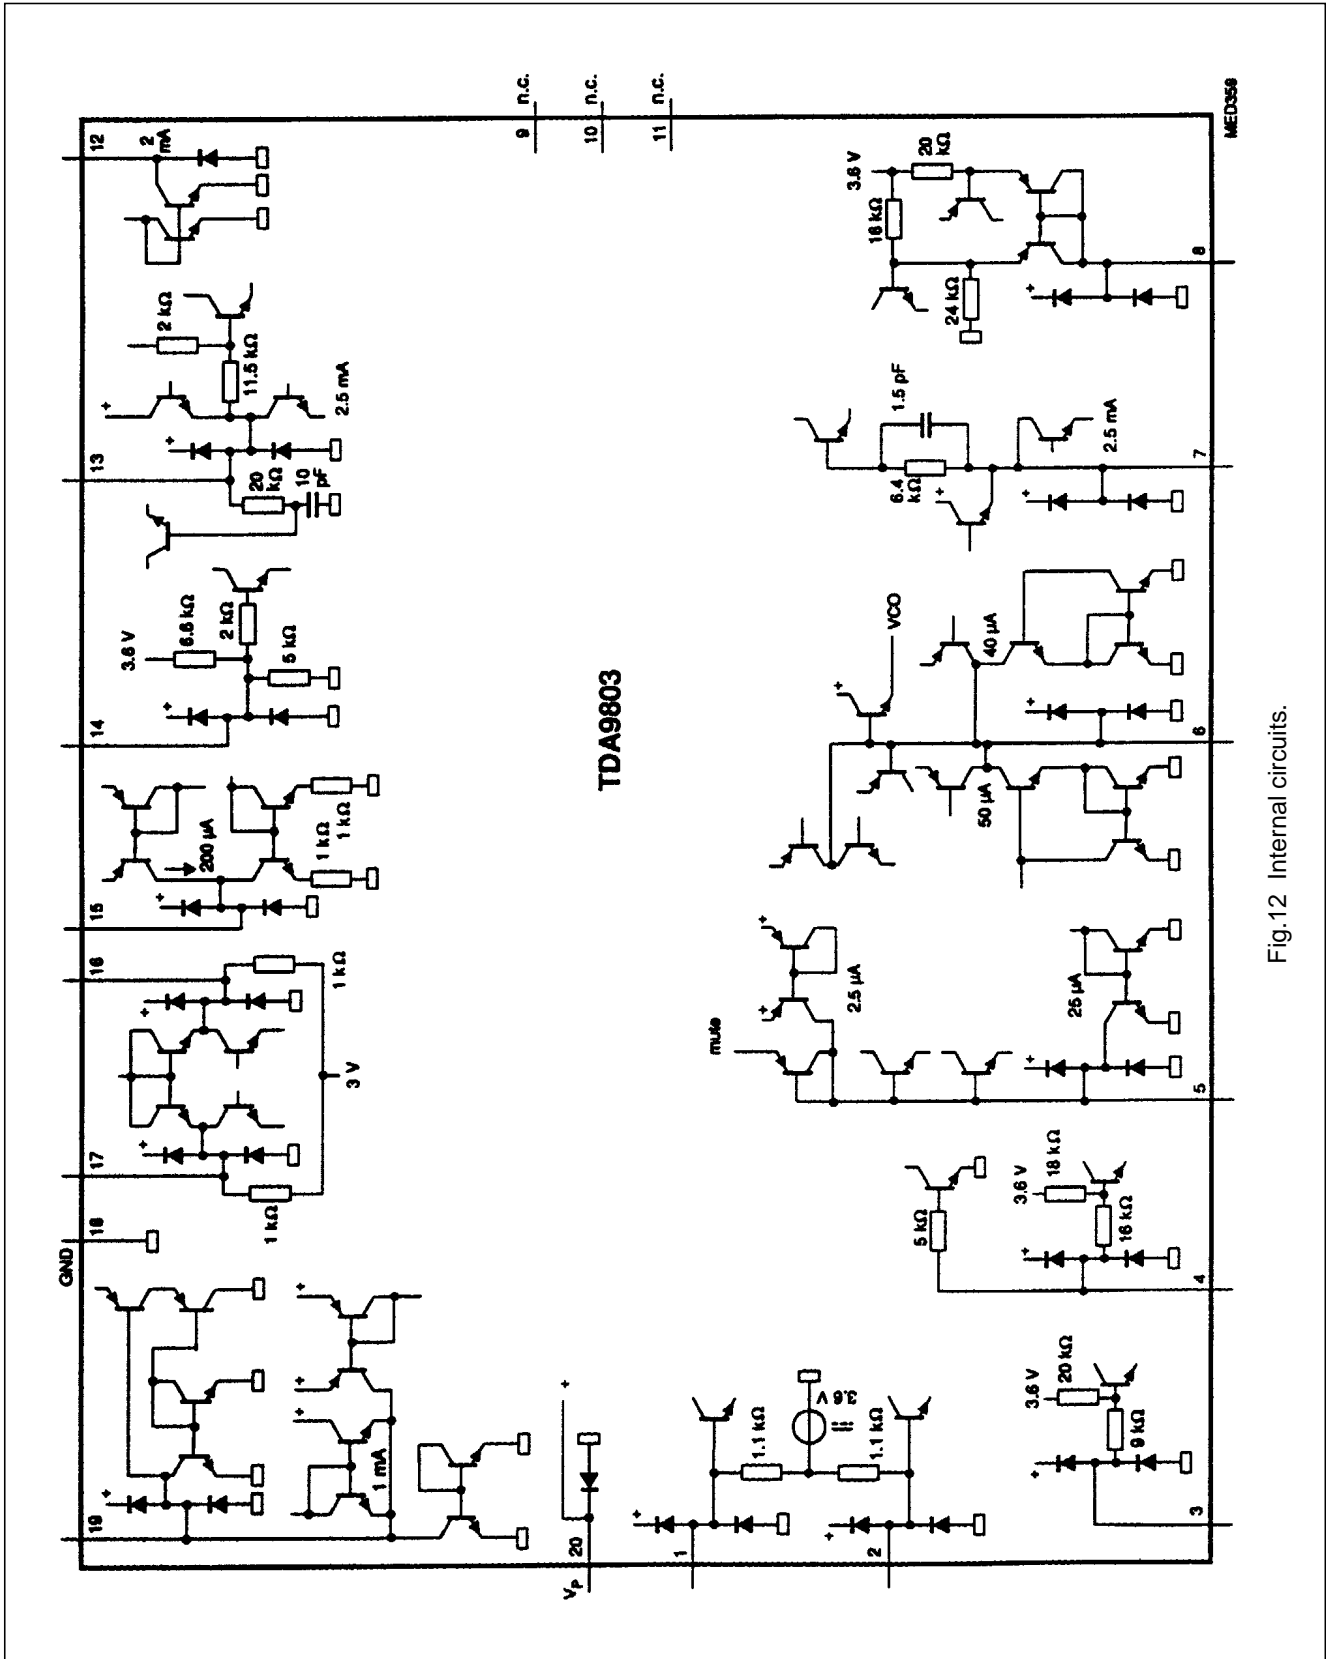 12
2 mA
2 kΩ
11.5 kΩ
2.5 mA
13
20 kΩ
10 pF
3.6 V
6.6 kΩ
2 kΩ
5 kΩ
14
200 µA
1 kΩ
1 kΩ
15
16
1 kΩ
3 V
17
1 kΩ
18
GND
1 mA
19
9 n.c.
10 n.c.
11 n.c.
TDA9803
+
20
VP
3.6 V
20 kΩ
16 kΩ
24 kΩ
8
1.5 pF
6.4 kΩ
2.5 mA
7
VCO
40 µA
50 µA
6
mute
2.5 µA
25 µA
5
5 kΩ
3.6 V
18 kΩ
16 kΩ
4
3.6 V
20 kΩ
9 kΩ
3
1.1 kΩ
1.1 kΩ
1
2
MED358
Fig.12 Internal circuits.